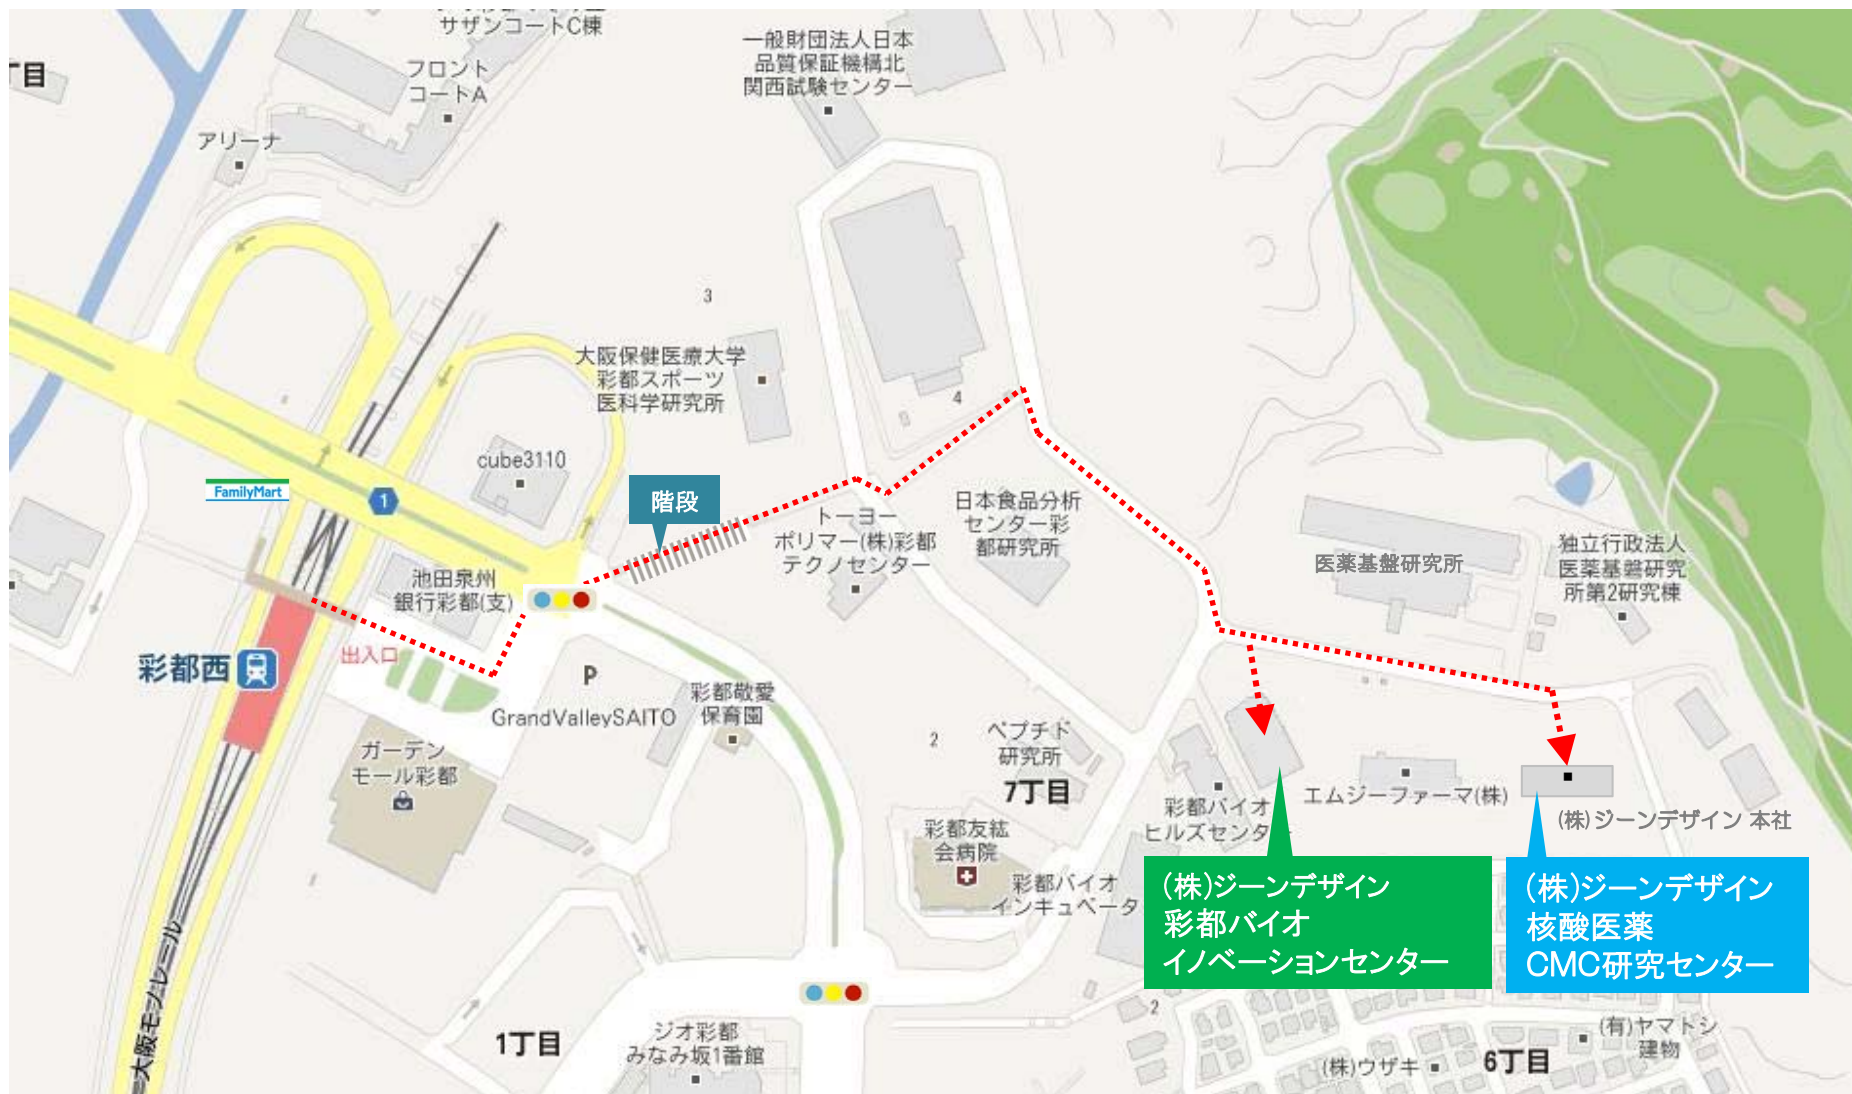 サザンコートC棟
フロント
コートA
アリーナ
丁目
一般財団法人日本
品質保証機構北
関西試験センター
3
大阪保健医療大学
彩都スポーツ
医科学研究所
4
cube3110
FamilyMart
1
階段
トーヨー
ポリマー(株)彩都
テクノセンター
日本食品分析
センター彩
都研究所
医薬基盤研究所
独立行政法人
医薬基盤研究
所第2研究棟
池田泉州
銀行彩都(支)
出入口
彩都西
P
GrandValleySAITO
彩都敬愛
保育園
ガーデン
モール彩都
2
ペプチド
研究所
7丁目
彩都友紘
会病院
彩都バイオ
インキュベータ
彩都バイオ
ヒルズセンタ
エムジーファーマ(株)
(株)ジーンデザイン 本社
(株)ジーンデザイン
彩都バイオ
イノベーションセンター
(株)ジーンデザイン
核酸医薬
CMC研究センター
大阪モノレール
1丁目
ジオ彩都
みなみ坂1番館
2
(株)ウザキ
6丁目
(有)ヤマトシ
建物